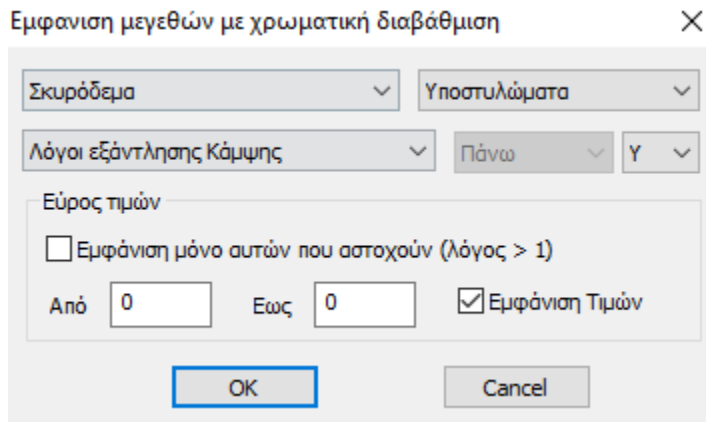 Εμφανιση μεγεθών με χρωματική διαβάθμιση
Σκυρόδεμα Υποστυλώματα
Λόγοι εξάντλησης Κάμψης Πάνω Y
Εύρος τιμών
Εμφάνιση μόνο αυτών που αστοχούν (λόγος > 1)
Από 0 Εως 0 Εμφάνιση Τιμών
OK Cancel